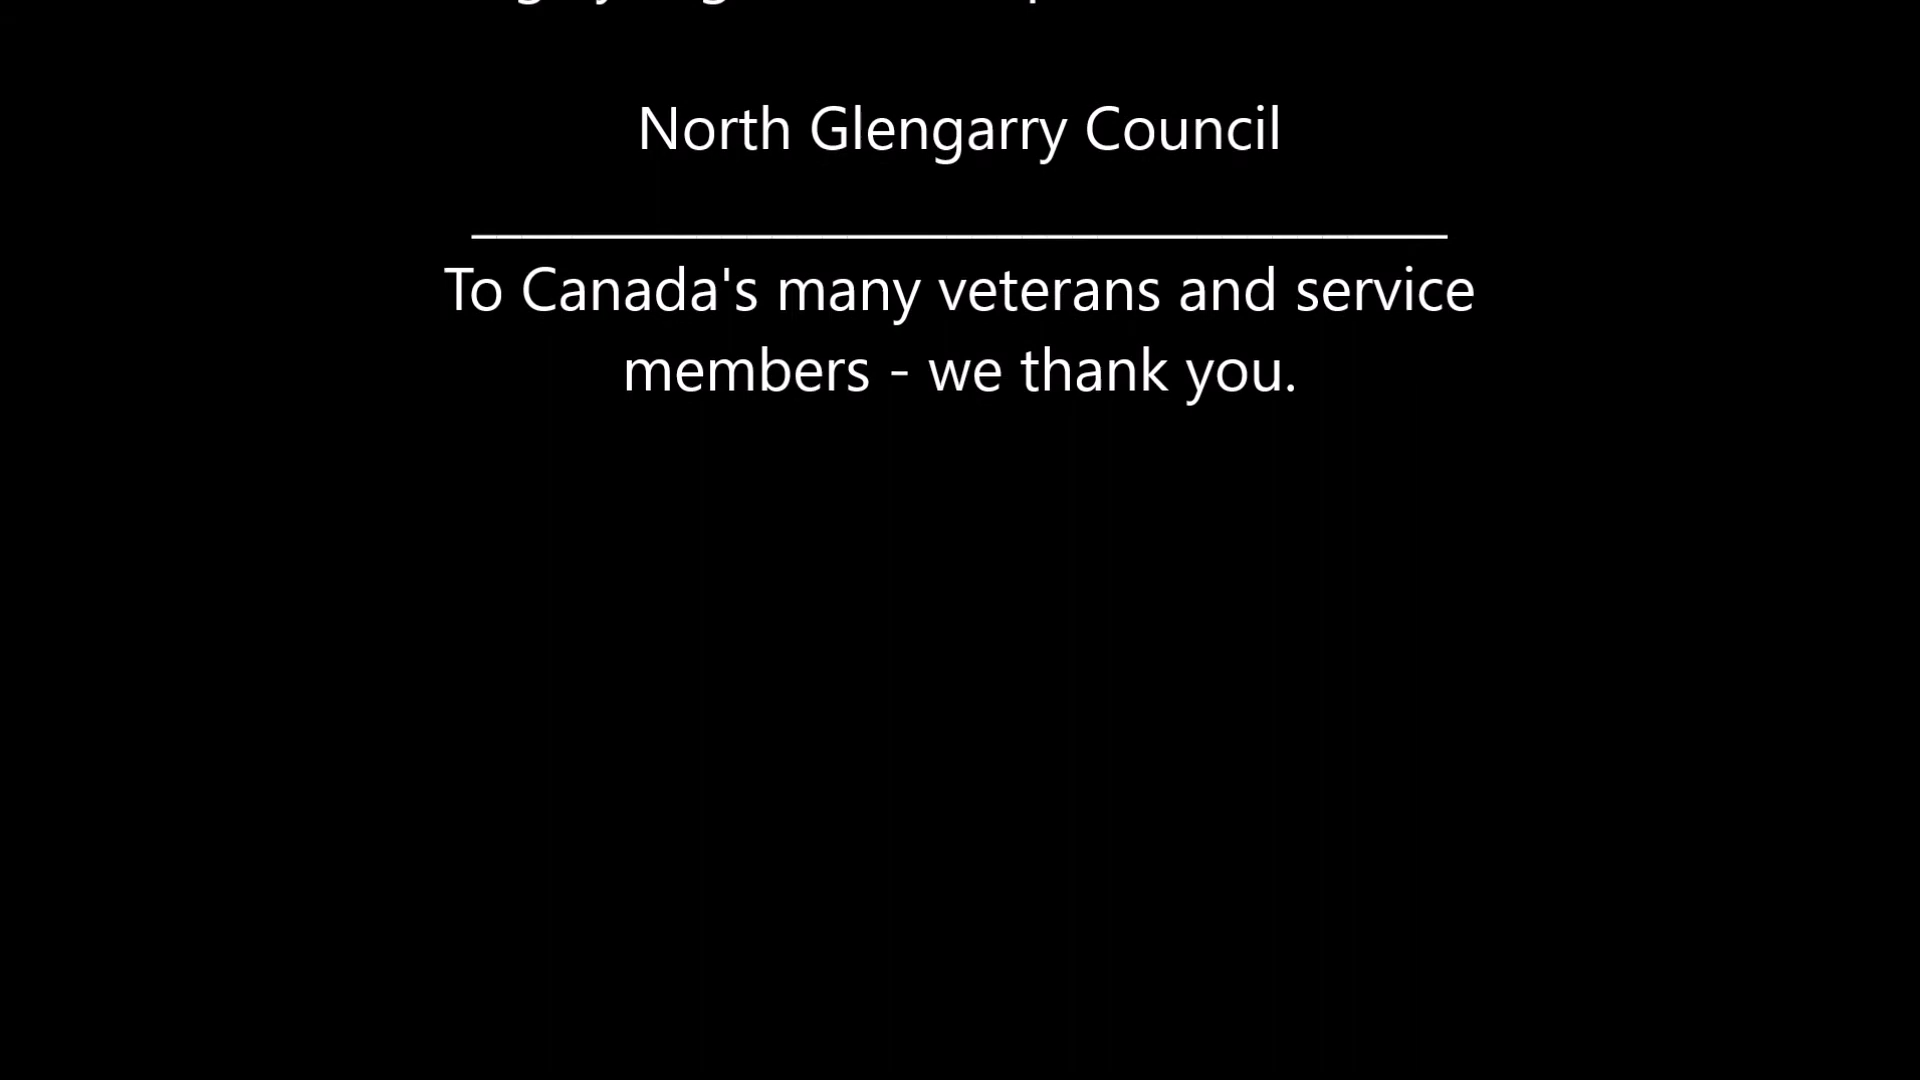 North Glengarry Council
To Canada's many veterans and service
members - we thank you.